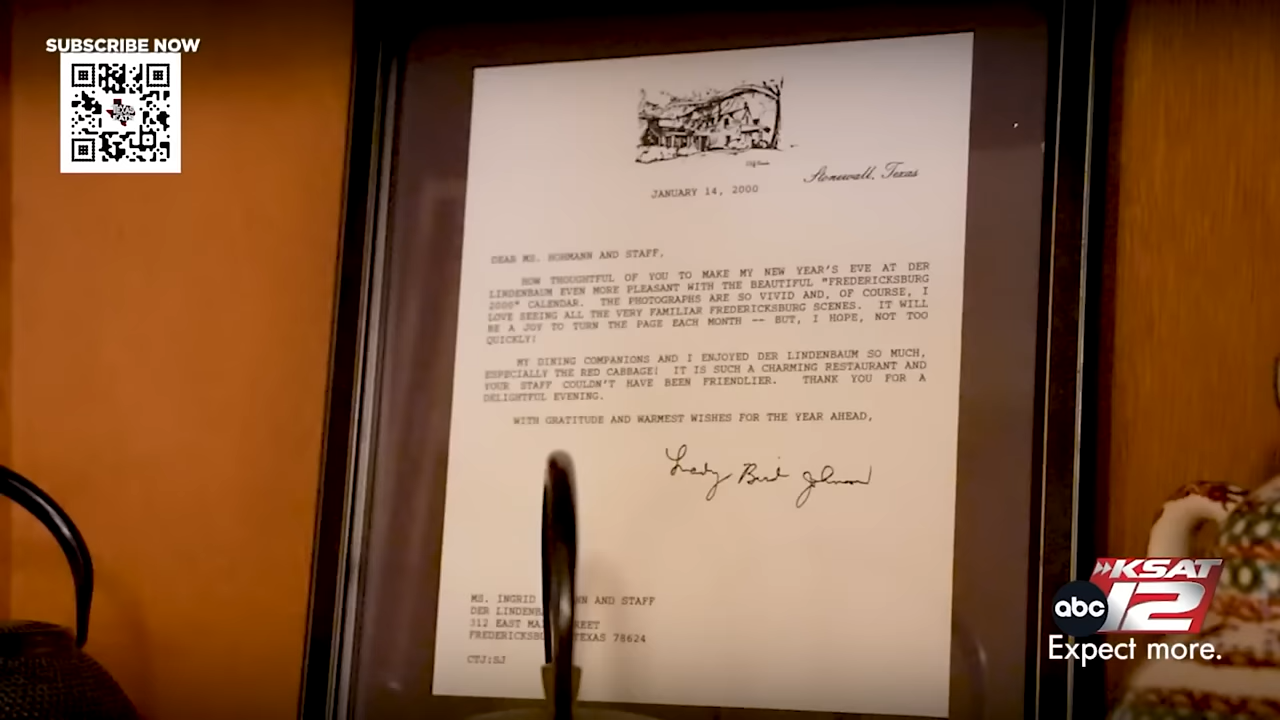 SUBSCRIBE NOW
Stonewall, Texas
JANUARY 14, 2000
DEAR MS. HOHMANN AND STAFF,
HOW THOUGHTFUL OF YOU TO MAKE MY NEW YEAR'S EVE AT DER
LINDENBAUM EVEN MORE PLEASANT WITH THE BEAUTIFUL "FREDERICKSBURG
2000" CALENDAR. THE PHOTOGRAPHS ARE SO VIVID AND, OF COURSE, I
LOVE SEEING ALL THE VERY FAMILIAR FREDERICKSBURG SCENES. IT WILL
BE A JOY TO TURN THE PAGE EACH MONTH -- BUT, I HOPE, NOT TOO
QUICKLY!
MY DINING COMPANIONS AND I ENJOYED DER LINDENBAUM SO MUCH,
ESPECIALLY THE RED CABBAGE! IT IS SUCH A CHARMING RESTAURANT AND
YOUR STAFF COULDN'T HAVE BEEN FRIENDLIER. THANK YOU FOR A
DELIGHTFUL EVENING.
WITH GRATITUDE AND WARMEST WISHES FOR THE YEAR AHEAD,
Lady Bird Johnson
MS. INGRID NN AND STAFF
DER LINDENB
312 EAST MA REET
FREDERICKSBU TEXAS 78624
CTJ:SJ
KSAT
abc 12
Expect more.